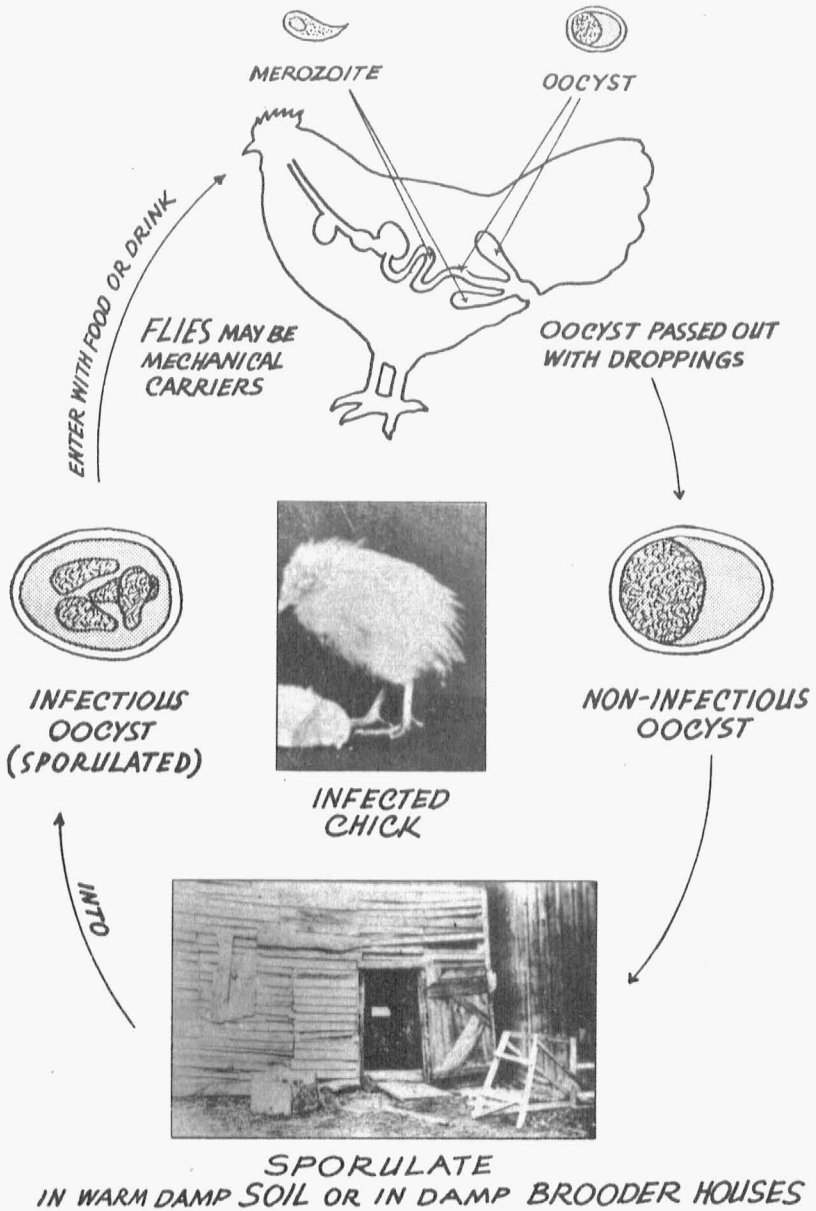 MEROZOITE
OOCYST
ENTER WITH FOOD OR DRINK
FLIES MAY BE
MECHANICAL
CARRIERS
OOCYST PASSED OUT
WITH DROPPINGS
INFECTIOUS
OOCYST
(SPORULATED)
NON-INFECTIOUS
OOCYST
INFECTED
CHICK
INTO
SPORULATE
IN WARM DAMP SOIL OR IN DAMP BROODER HOUSES